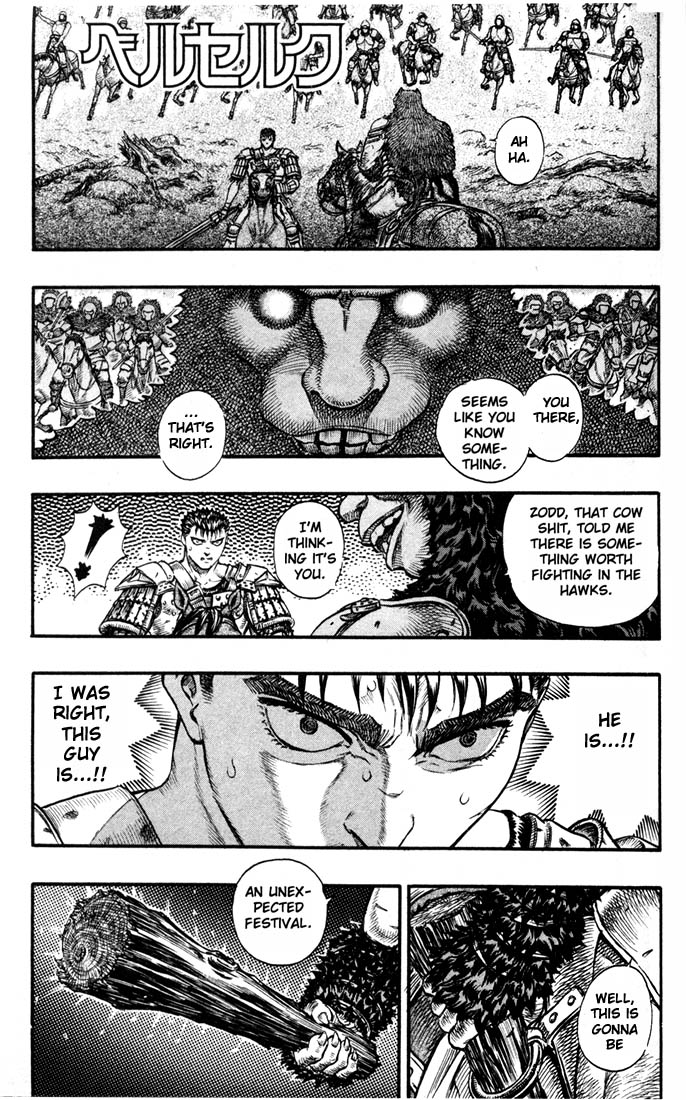 ベルセルク
AH
HA.
YOU
THERE,
SEEMS
LIKE YOU
KNOW
SOME-
THING.
...
THAT'S
RIGHT.
ZODD, THAT COW
SHIT, TOLD ME
THERE IS SOME-
THING WORTH
FIGHTING IN THE
HAWKS.
I'M
THINK-
ING IT'S
YOU.
!
HE
IS...!!
I WAS
RIGHT,
THIS
GUY
IS...!!
WELL,
THIS IS
GONNA
BE
AN UNEX-
PECTED
FESTIVAL.